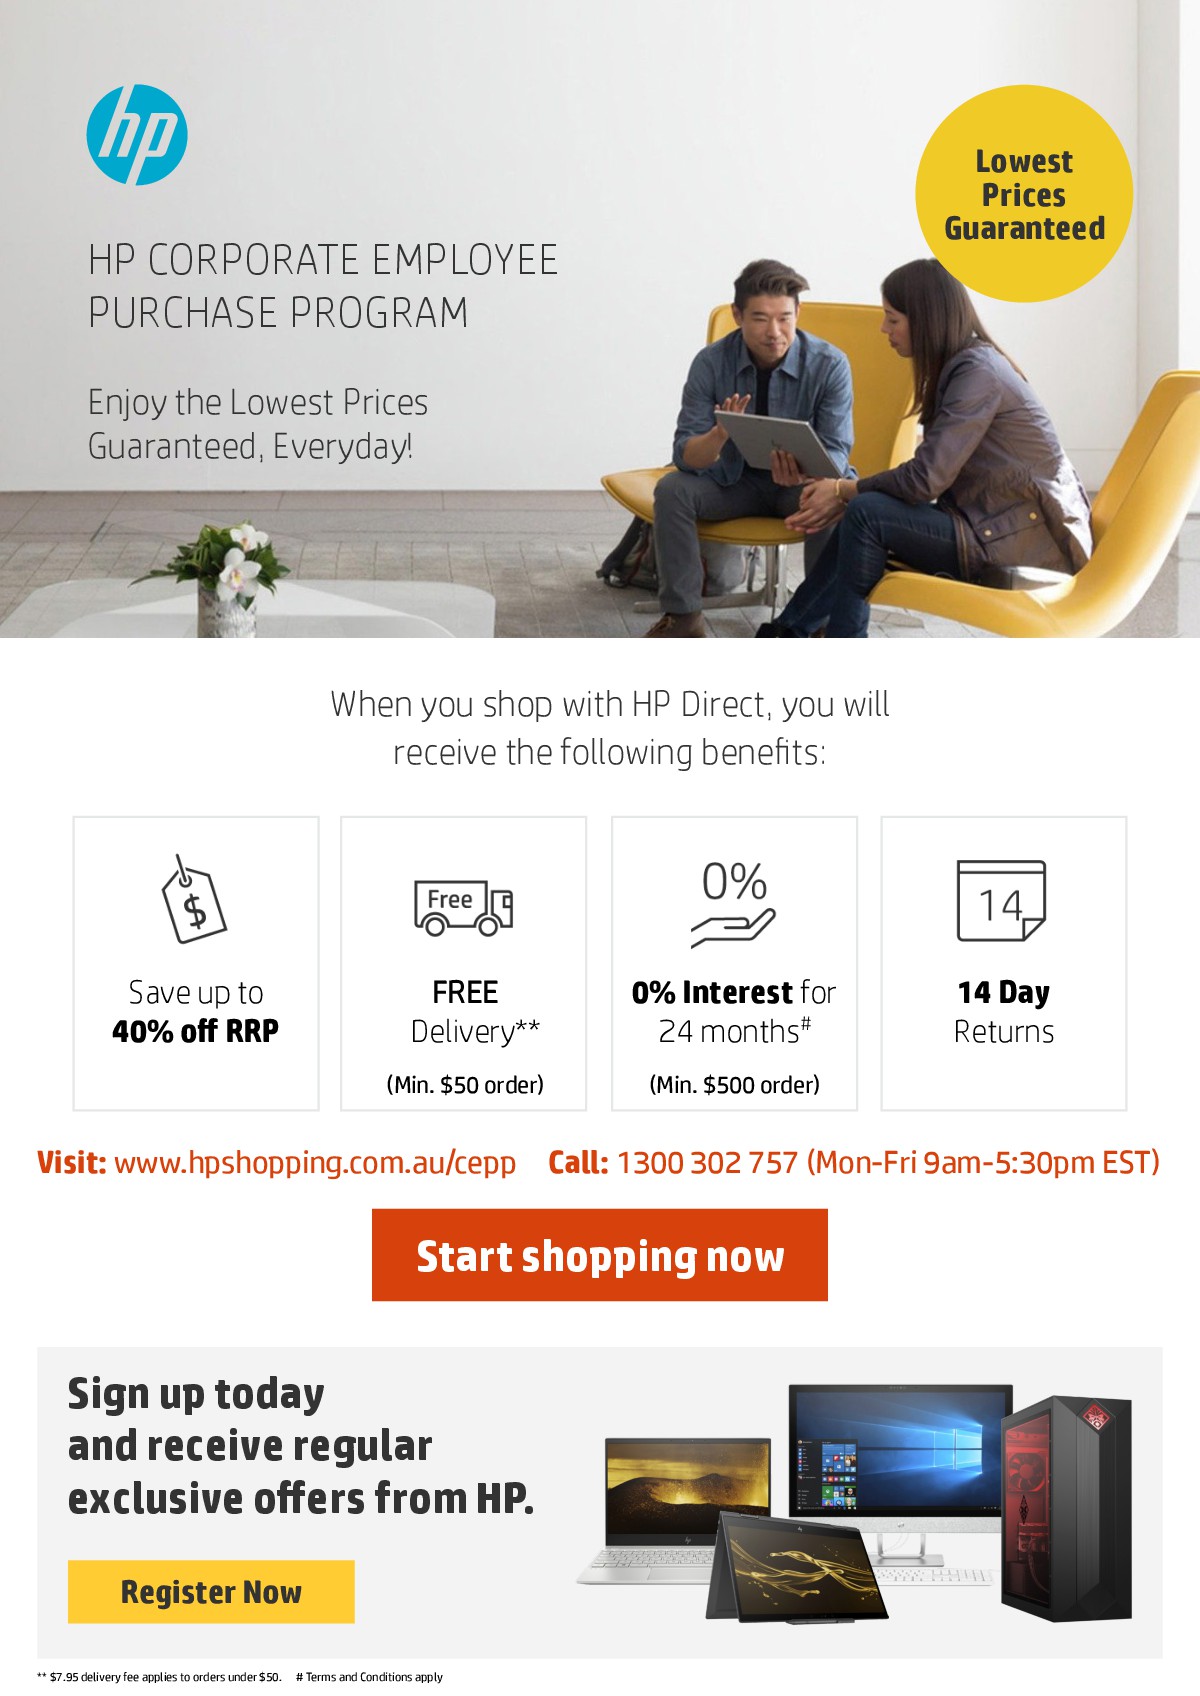 hp
Lowest
Prices
Guaranteed
HP CORPORATE EMPLOYEE
PURCHASE PROGRAM
Enjoy the Lowest Prices
Guaranteed, Everyday!
When you shop with HP Direct, you will
receive the following benefits:
$
Save up to
40% off RRP
Free
FREE
Delivery**
(Min. $50 order)
0%
0% Interest for
24 months#
(Min. $500 order)
14
14 Day
Returns
Visit: www.hpshopping.com.au/cepp Call: 1300 302 757 (Mon-Fri 9am-5:30pm EST)
Start shopping now
Sign up today
and receive regular
exclusive offers from HP.
Register Now
** $7.95 delivery fee applies to orders under $50. # Terms and Conditions apply